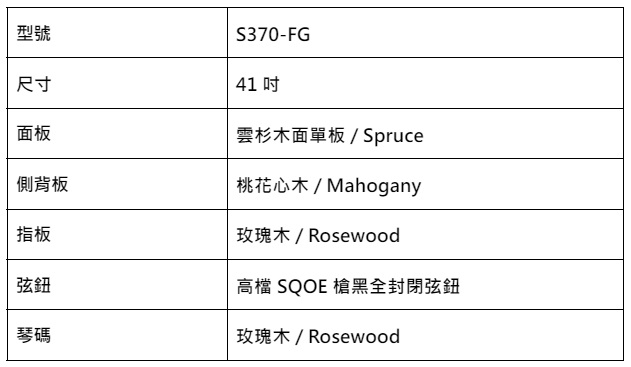 型號 S370-FG
尺寸 41 吋
面板 雲杉木面單板 / Spruce
側背板 桃花心木 / Mahogany
指板 玫瑰木 / Rosewood
弦鈕 高檔 SQOE 槍黑全封閉弦鈕
琴碼 玫瑰木 / Rosewood